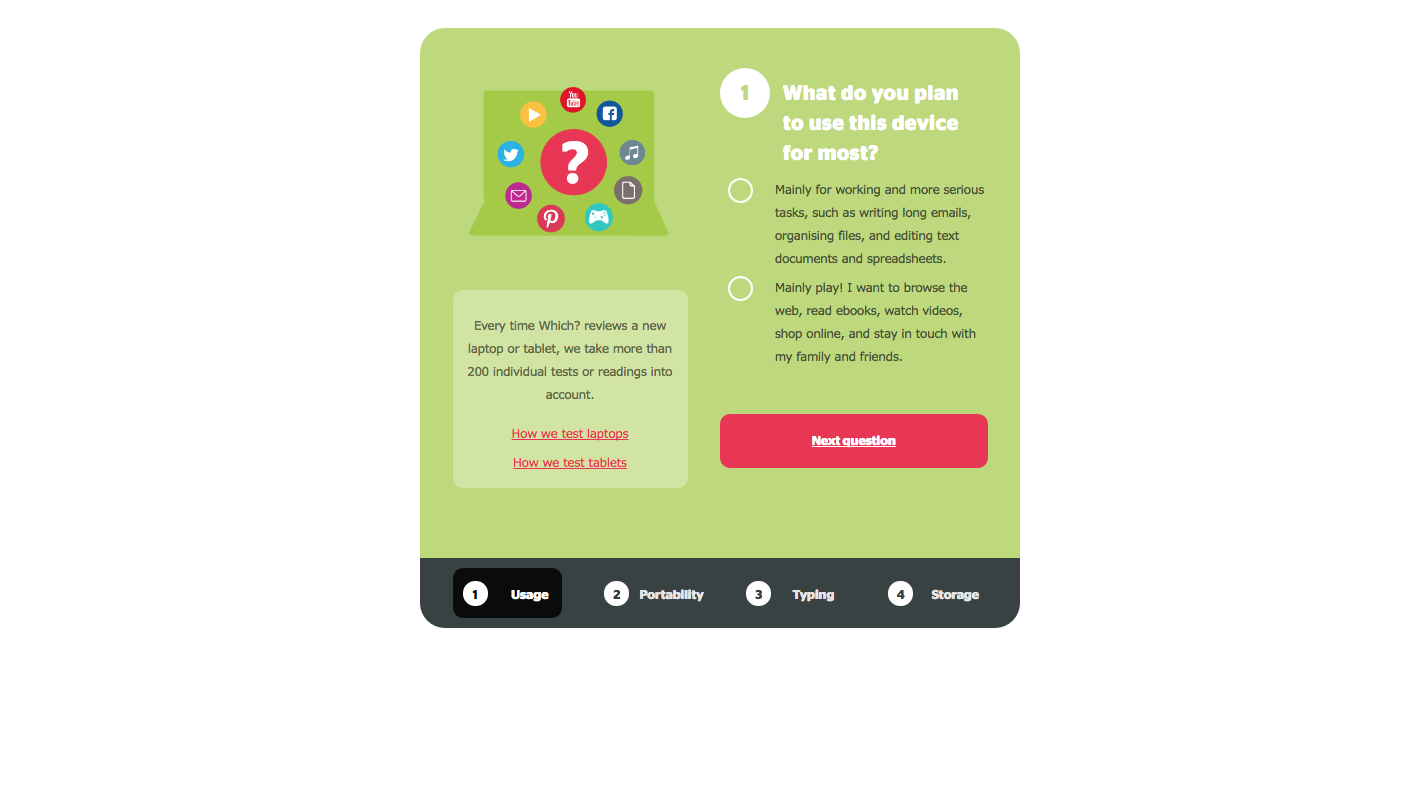 You
Tube
?
Every time Which? reviews a new
laptop or tablet, we take more than
200 individual tests or readings into
account.
How we test laptops
How we test tablets
1
What do you plan
to use this device
for most?
Mainly for working and more serious
tasks, such as writing long emails,
organising files, and editing text
documents and spreadsheets.
Mainly play! I want to browse the
web, read ebooks, watch videos,
shop online, and stay in touch with
my family and friends.
Next question
1 Usage
2 Portability
3 Typing
4 Storage